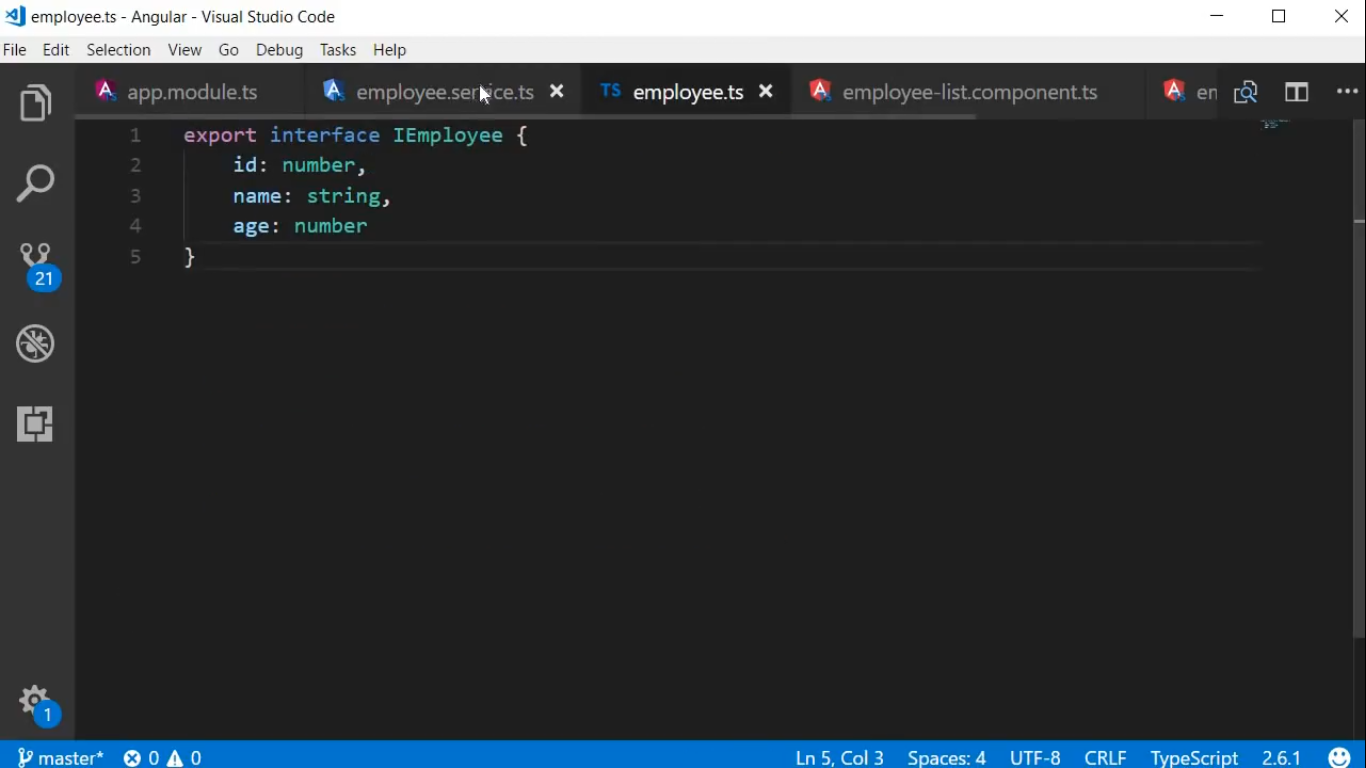 employee.ts - Angular - Visual Studio Code
File Edit Selection View Go Debug Tasks Help
app.module.ts employee.service.ts TS employee.ts employee-list.component.ts
1 export interface IEmployee {
2 id: number,
3 name: string,
4 age: number
5 }
21
1
master* 0 0 Ln 5, Col 3 Spaces: 4 UTF-8 CRLF TypeScript 2.6.1